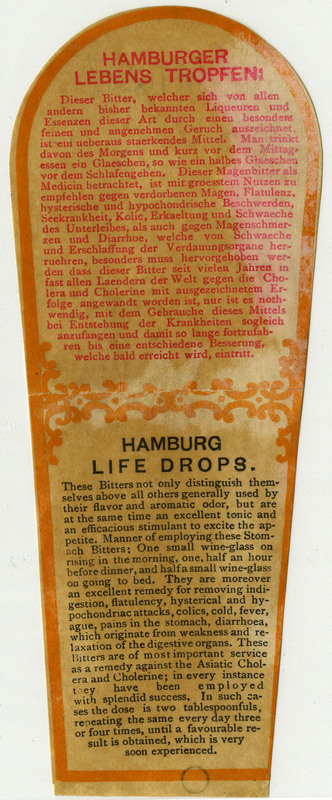 HAMBURGER
LEBENS TROPFEN!
Dieser Bitter, welcher sich von allen
andern bisher bekannten Liqueuren und
Essenzen dieser Art durch einen besonders
feinen und angenehmen Geruch auszeichnet,
ist ein ueberaus staerkendes Mittel. Man trinkt
davon des Morgens und kurz vor dem Mittag-
essen ein Glaeschen, so wie ein halbes Glaeschen
vor dem Schlafengehen. Dieser Magenbitter als
Medicin betrachtet, ist mit groesstem Nutzen zu
empfehlen gegen verdorbenen Magen, Flatulenz,
hysterische und hypochondrische Beschwerden,
Seekrankheit, Kolic, Erkaeltung und Schwaeche
des Unterleibes, als auch gegen Magenschmer-
zen und Diarrhoe, welche von Schwaeche
und Erschlaffung der Verdauungsorgane her-
ruehren, besonders muss hervorgehoben wer-
den dass dieser Bitter seit vielen Jahren in
fast allen Laendern der Welt gegen die Cho-
lera und Cholerine mit ausgezeichnetem Er-
folge angewandt worden ist, nur ist es noth-
wendig, mit dem Gebrauche dieses Mittels
bei Entstehung der Krankheiten sogleich
anzufangen und damit so lange fortzufah-
ren bis eine entschiedene Besserung,
welche bald erreicht wird, eintritt.
HAMBURG
LIFE DROPS.
These Bitters not only distinguish them-
selves above all others generally used by
their flavor and aromatic odor, but are
at the same time an excellent tonic and
an efficacious stimulant to excite the ap-
petite. Manner of employing these Stom-
ach Bitters: One small wine-glass on
rising in the morning, one, half an hour
before dinner, and half a small wine-glass
on going to bed. They are moreover
an excellent remedy for removing indi-
gestion, flatulency, hysterical and hy-
pochondriac attacks, colics, cold, fever,
ague, pains in the stomach, diarrhoea,
which originate from weakness and re-
laxation of the digestive organs. These
Bitters are of most important service
as a remedy against the Asiatic Chol-
era and Cholerine; in every instance
they have been employed
with splendid success. In such ca-
ses the dose is two tablespoonfuls,
repeating the same every day three
or four times, until a favourable re-
sult is obtained, which is very
soon experienced.